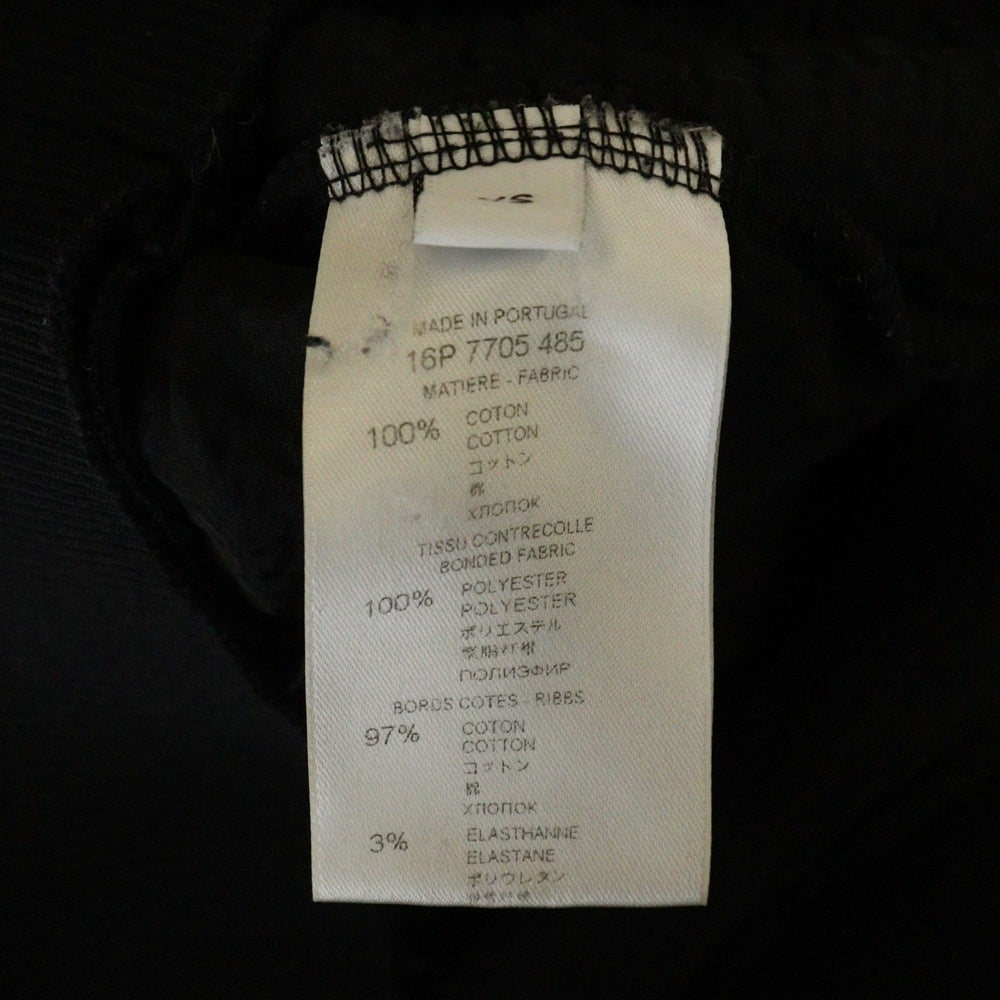 MADE IN PORTUGAL
16P 7705 485
MATIERE - FABRIC
100% COTON
COTTON
コットン
棉
ХЛОПОК
TISSU CONTRECOLLE
BONDED FABRIC
100% POLYESTER
POLYESTER
ポリエステル
ПОЛИЭФИР
BORDS COTES - RIBBS
97% COTON
COTTON
コットン
棉
ХЛОПОК
3% ELASTHANNE
ELASTANE
ポリウレタン